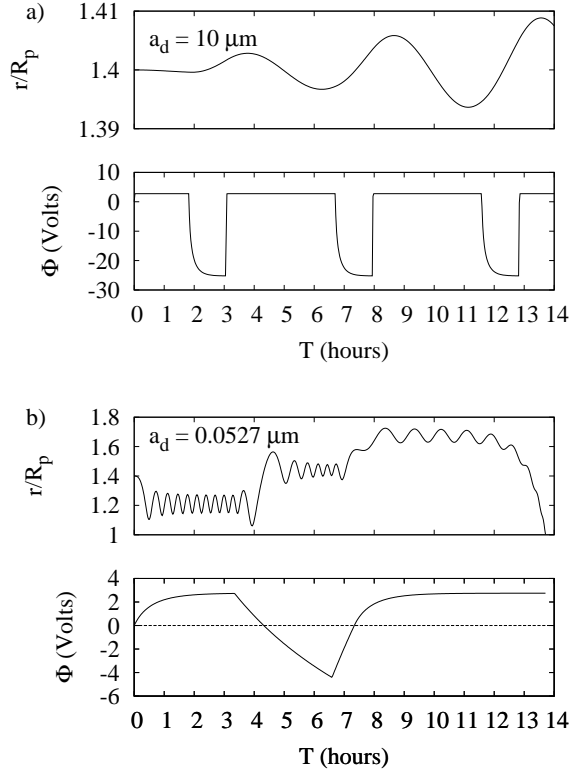 a)
1.41
1.4
1.39
r/Rp
a_d = 10 μm
10
0
-10
-20
-30
Φ (Volts)
0 1 2 3 4 5 6 7 8 9 10 11 12 13 14
T (hours)
b)
1.8
1.6
1.4
1.2
1
r/Rp
a_d = 0.0527 μm
4
2
0
-2
-4
-6
Φ (Volts)
0 1 2 3 4 5 6 7 8 9 10 11 12 13 14
T (hours)